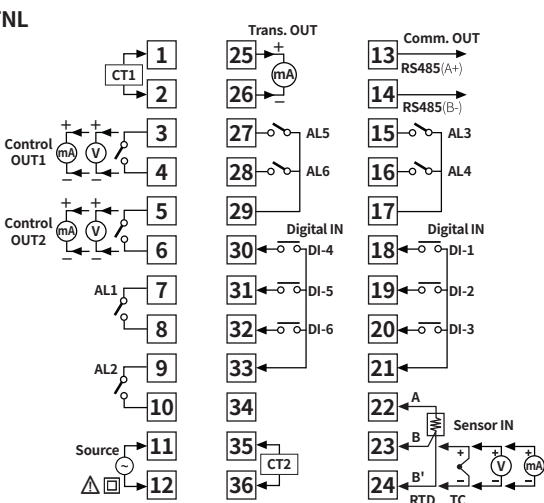 TNL
1
CT1
2
+ +
3
Control
OUT1
mA
V
4
− −
+ +
5
Control
OUT2
mA
V
6
− −
7
AL1
8
9
AL2
10
Source
11
~
12
Trans. OUT
25
+
mA
26
−
27
AL5
28
AL6
29
Digital IN
30
DI-4
31
DI-5
32
DI-6
33
34
35
CT2
36
Comm. OUT
13
RS485(A+)
14
RS485(B-)
15
AL3
16
AL4
17
Digital IN
18
DI-1
19
DI-2
20
DI-3
21
22
A
Sensor IN
23
B
+ + +
V
mA
24
B'
− − −
RTD TC